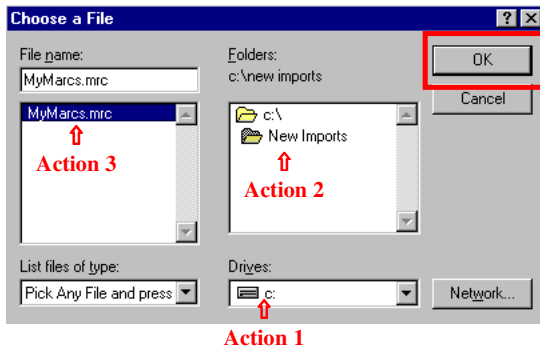 Choose a File
File name:
MyMarcs.mrc
MyMarcs.mrc
Action 3
List files of type:
Pick Any File and press
Folders:
c:\new imports
c:\
New Imports
Action 2
Drives:
c:
Action 1
OK
Cancel
Network...